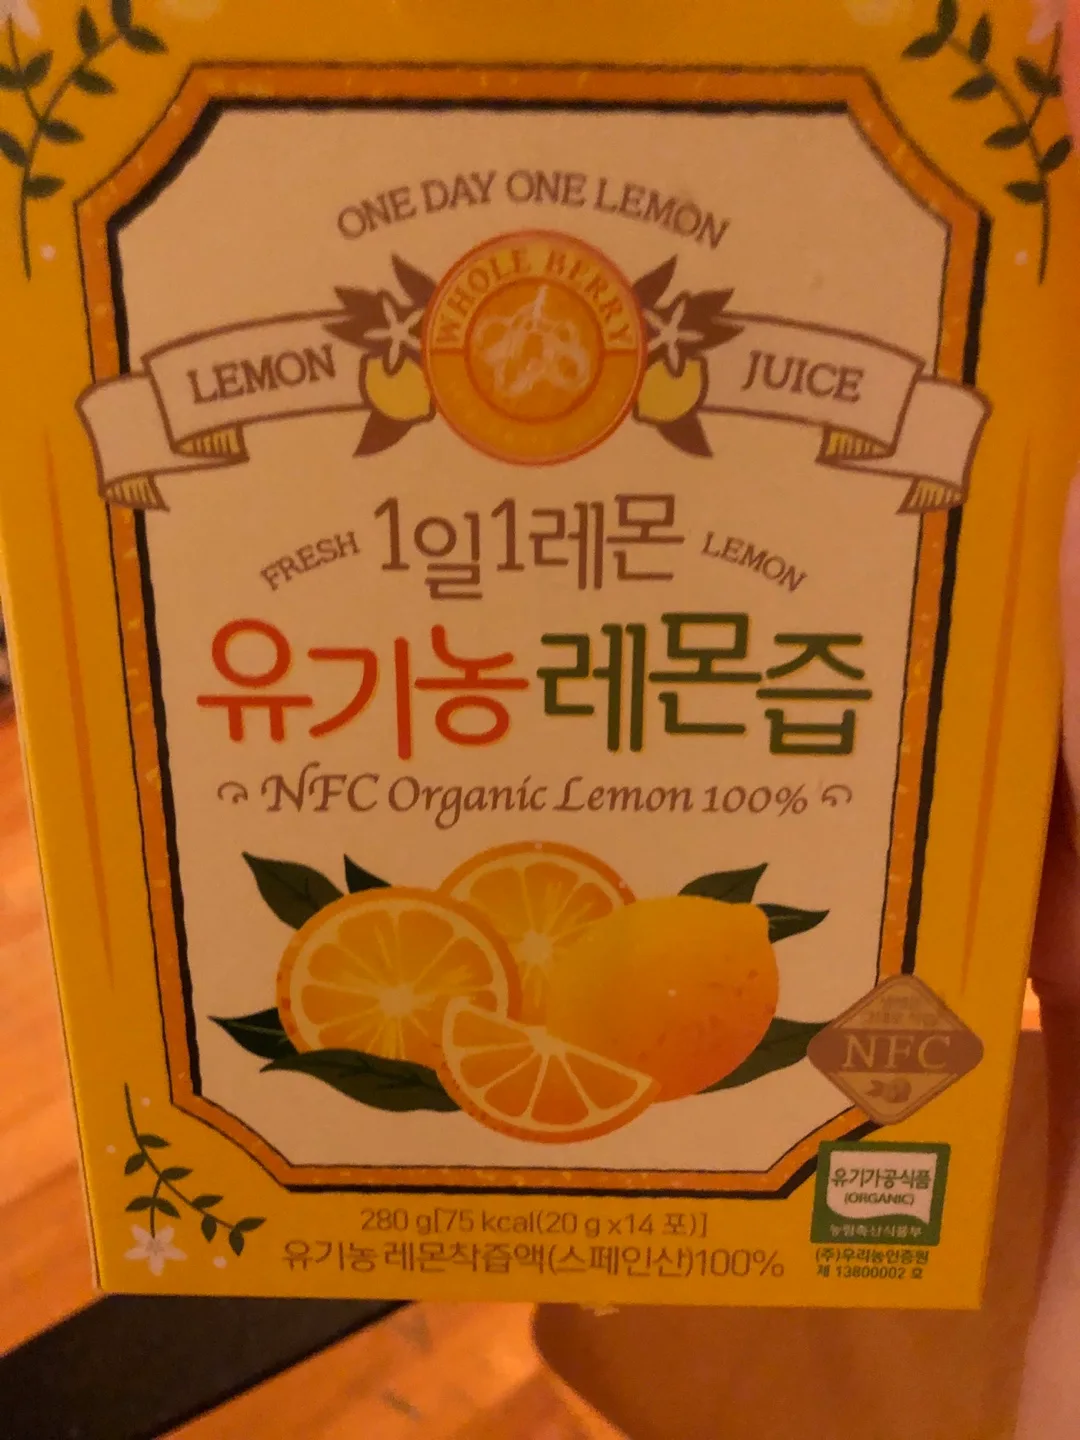 ONE DAY ONE LEMON
WHOLE BERRY
LEMON JUICE
FRESH 1일1레몬 LEMON
유기농레몬즙
NFC Organic Lemon 100%
NFC
유기가공식품
(ORGANIC)
농림축산식품부
(주)우리농인증원
제 13800002 호
280 g[75 kcal(20 g x14 포)]
유기농 레몬착즙액(스페인산)100%